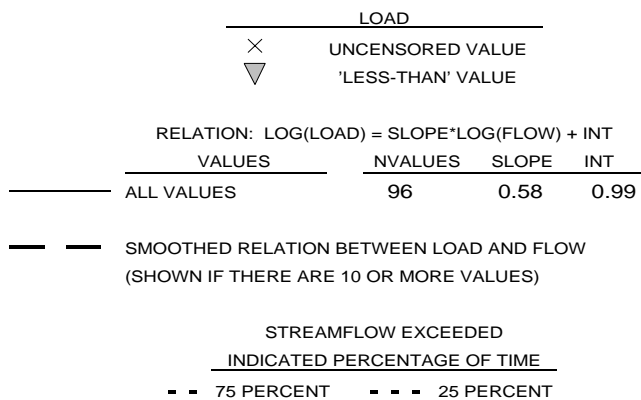 LOAD
UNCENSORED VALUE
'LESS-THAN' VALUE
RELATION: LOG(LOAD) = SLOPE*LOG(FLOW) + INT
VALUES NVALUES SLOPE INT
ALL VALUES 96 0.58 0.99
SMOOTHED RELATION BETWEEN LOAD AND FLOW
(SHOWN IF THERE ARE 10 OR MORE VALUES)
STREAMFLOW EXCEEDED
INDICATED PERCENTAGE OF TIME
75 PERCENT 25 PERCENT